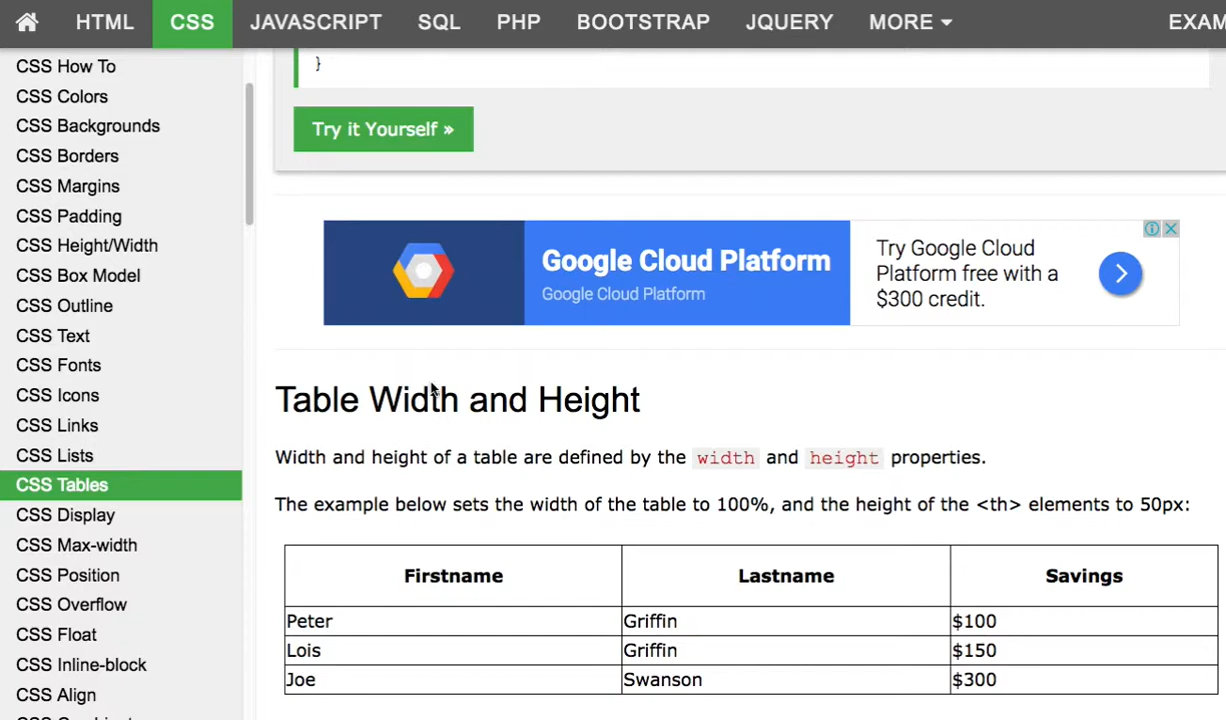 HTML CSS JAVASCRIPT SQL PHP BOOTSTRAP JQUERY MORE
CSS How To
CSS Colors
CSS Backgrounds
CSS Borders
CSS Margins
CSS Padding
CSS Height/Width
CSS Box Model
CSS Outline
CSS Text
CSS Fonts
CSS Icons
CSS Links
CSS Lists
CSS Tables
CSS Display
CSS Max-width
CSS Position
CSS Overflow
CSS Float
CSS Inline-block
CSS Align
}
Try it Yourself »
Google Cloud Platform
Google Cloud Platform
Try Google Cloud
Platform free with a
$300 credit.
Table Width and Height
Width and height of a table are defined by the width and height properties.
The example below sets the width of the table to 100%, and the height of the <th> elements to 50px:
Firstname Lastname Savings
Peter Griffin $100
Lois Griffin $150
Joe Swanson $300